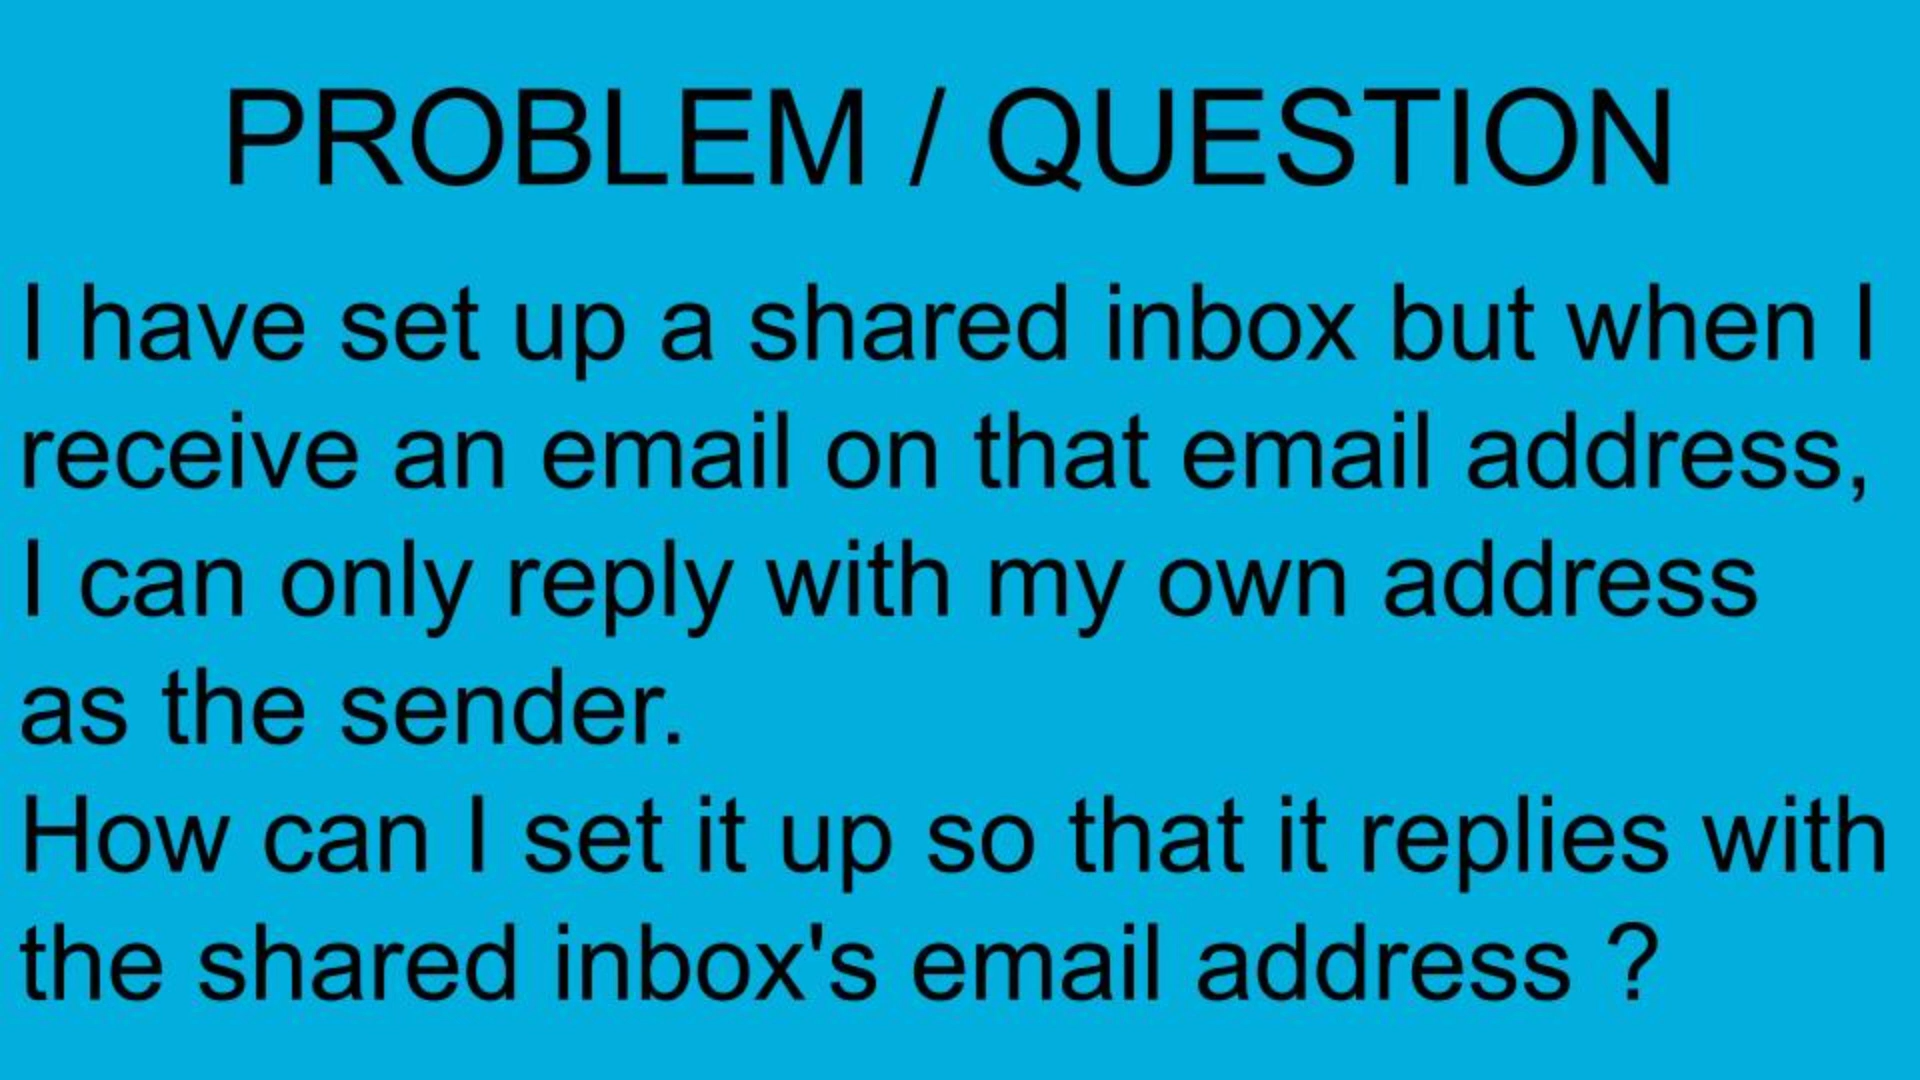 PROBLEM / QUESTION
I have set up a shared inbox but when I
receive an email on that email address,
I can only reply with my own address
as the sender.
How can I set it up so that it replies with
the shared inbox's email address ?